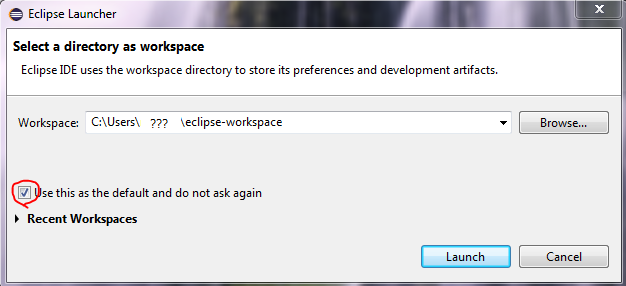 Eclipse Launcher
Select a directory as workspace
Eclipse IDE uses the workspace directory to store its preferences and development artifacts.
Workspace: C:\Users\ ??? \eclipse-workspace Browse...
Use this as the default and do not ask again
Recent Workspaces
Launch Cancel